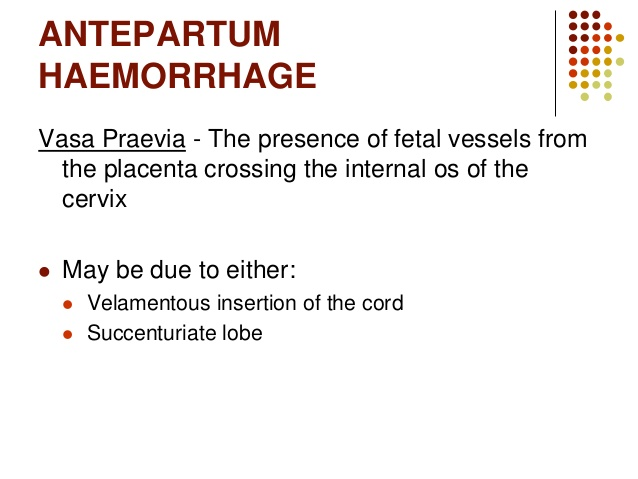 ANTEPARTUM
HAEMORRHAGE
Vasa Praevia - The presence of fetal vessels from
the placenta crossing the internal os of the
cervix
● May be due to either:
● Velamentous insertion of the cord
● Succenturiate lobe